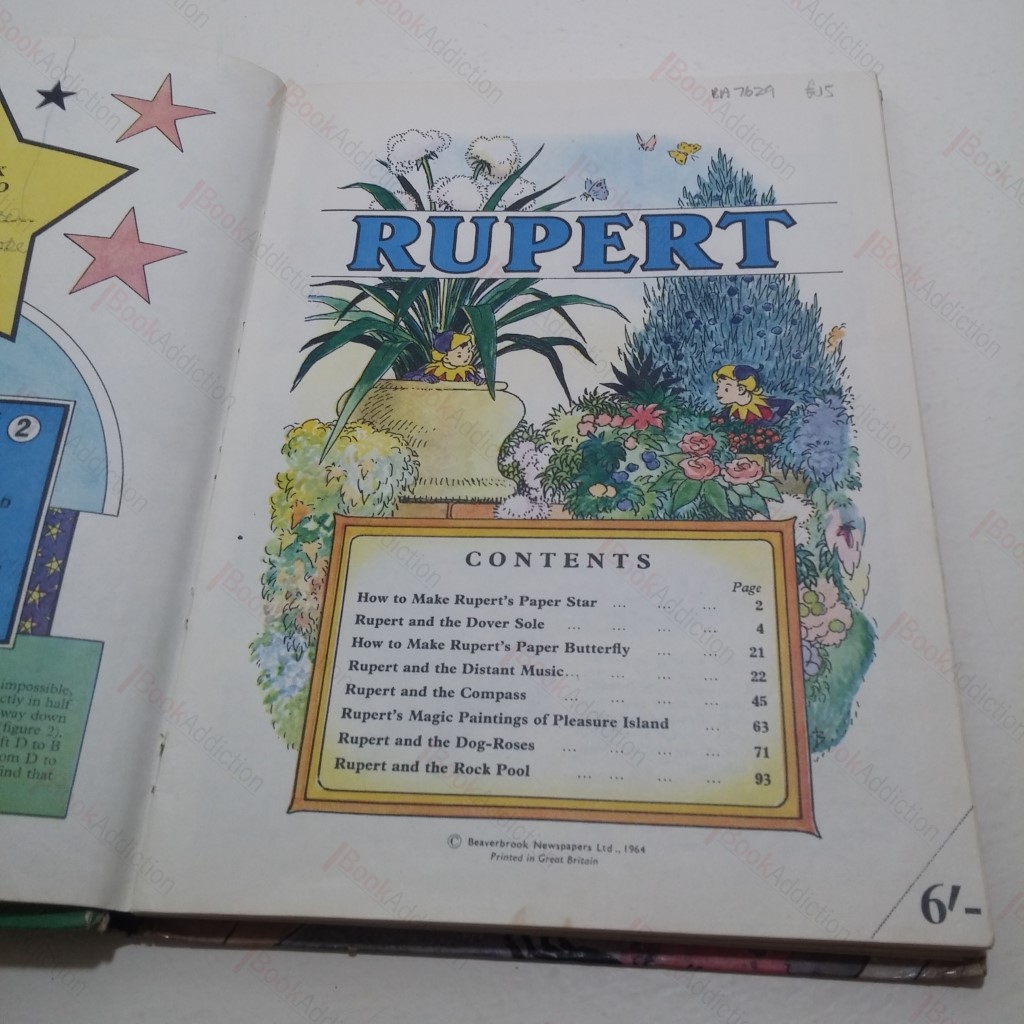 BA 7629 £15
RUPERT
CONTENTS
Page
How to Make Rupert's Paper Star ... ... ... 2
Rupert and the Dover Sole ... ... ... 4
How to Make Rupert's Paper Butterfly ... ... 21
Rupert and the Distant Music... ... ... 22
Rupert and the Compass ... ... ... 45
Rupert's Magic Paintings of Pleasure Island ... 63
Rupert and the Dog-Roses ... ... ... ... 71
Rupert and the Rock Pool ... ... ... ... 93
© Beaverbrook Newspapers Ltd., 1964
Printed in Great Britain
6/-
2
impossible,
ctly in half
way down
(figure 2).
ft D to B
om D to
ind that
BookAddiction